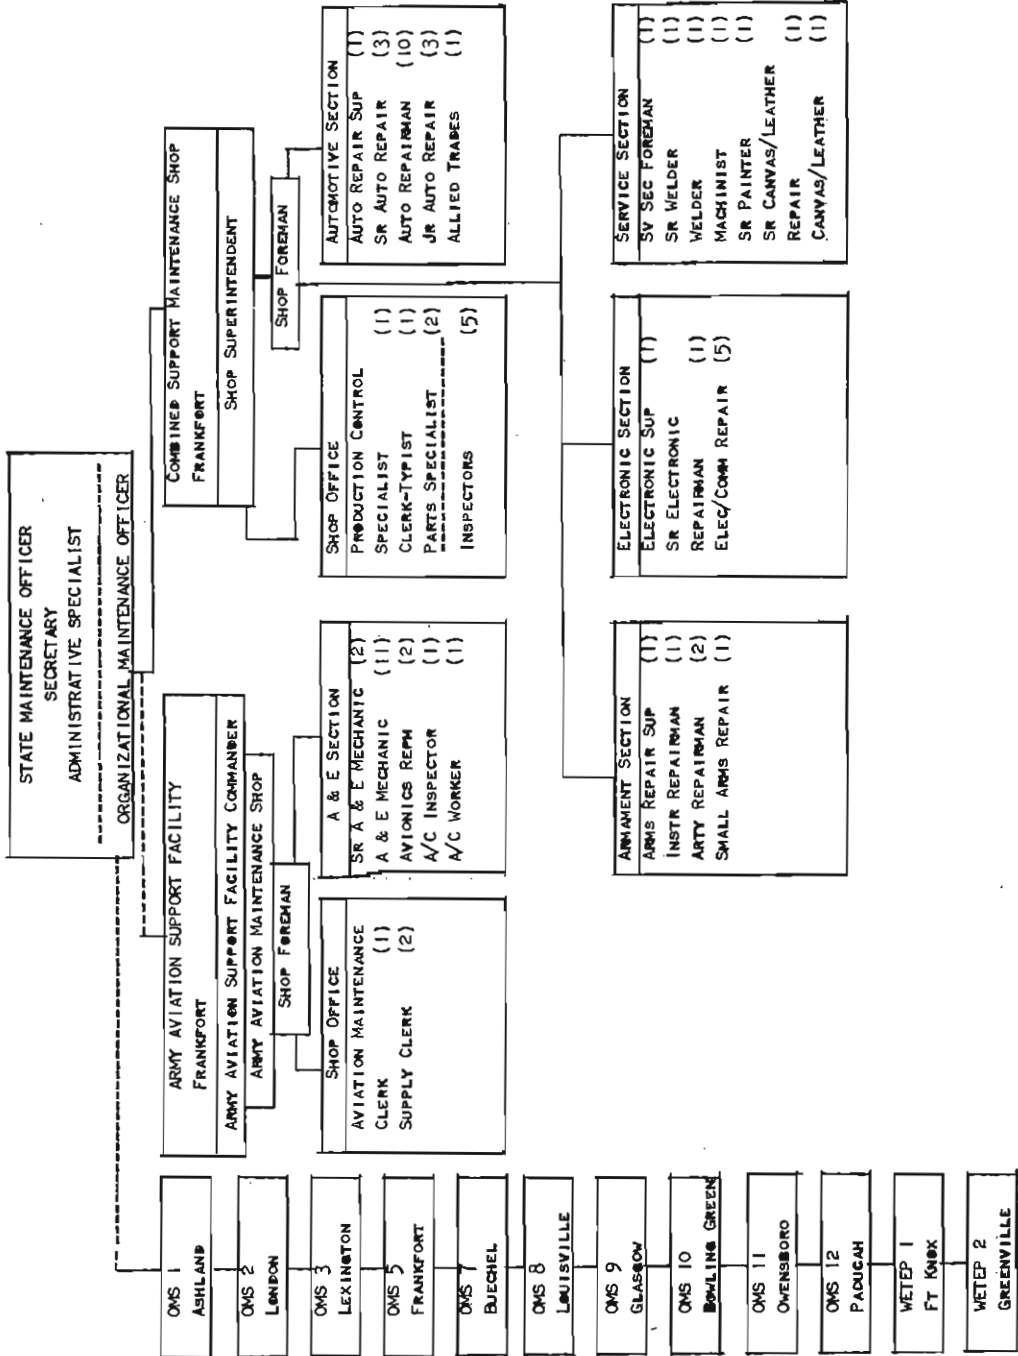 STATE MAINTENANCE OFFICER
SECRETARY
ADMINISTRATIVE SPECIALIST
ORGANIZATIONAL MAINTENANCE OFFICER
OMS 1
ASHLAND
OMS 2
LONDON
OMS 3
LEXINGTON
OMS 5
FRANKFORT
OMS 7
BUECHEL
OMS 8
LOUISVILLE
OMS 9
GLASGOW
OMS 10
BOWLING GREEN
OMS 11
OWENSBORO
OMS 12
PADUCAH
WETEP 1
FT KNOX
WETEP 2
GREENVILLE
ARMY AVIATION SUPPORT FACILITY
FRANKFORT
ARMY AVIATION SUPPORT FACILITY COMMANDER
ARMY AVIATION MAINTENANCE SHOP
SHOP FOREMAN
SHOP OFFICE
AVIATION MAINTENANCE
CLERK (1)
SUPPLY CLERK (2)
A & E SECTION
SR A & E MECHANIC (2)
A & E MECHANIC (11)
AVIONICS REPM (2)
A/C INSPECTOR (1)
A/C WORKER (1)
COMBINED SUPPORT MAINTENANCE SHOP
FRANKFORT
SHOP SUPERINTENDENT
SHOP FOREMAN
SHOP OFFICE
PRODUCTION CONTROL
SPECIALIST (1)
CLERK-TYPIST (1)
PARTS SPECIALIST (2)
INSPECTORS (5)
AUTOMOTIVE SECTION
AUTO REPAIR SUP (1)
SR AUTO REPAIR (3)
AUTO REPAIRMAN (10)
JR AUTO REPAIR (3)
ALLIED TRADES (1)
ARMAMENT SECTION
ARMS REPAIR SUP (1)
INSTR REPAIRMAN (1)
ARTY REPAIRMAN (2)
SMALL ARMS REPAIR (1)
ELECTRONIC SECTION
ELECTRONIC SUP (1)
SR ELECTRONIC
REPAIRMAN (1)
ELEC/COMM REPAIR (5)
SERVICE SECTION
SV SEC FOREMAN (1)
SR WELDER (1)
WELDER (1)
MACHINIST (1)
SR PAINTER (1)
SR CANVAS/LEATHER
REPAIR (1)
CANVAS/LEATHER (1)